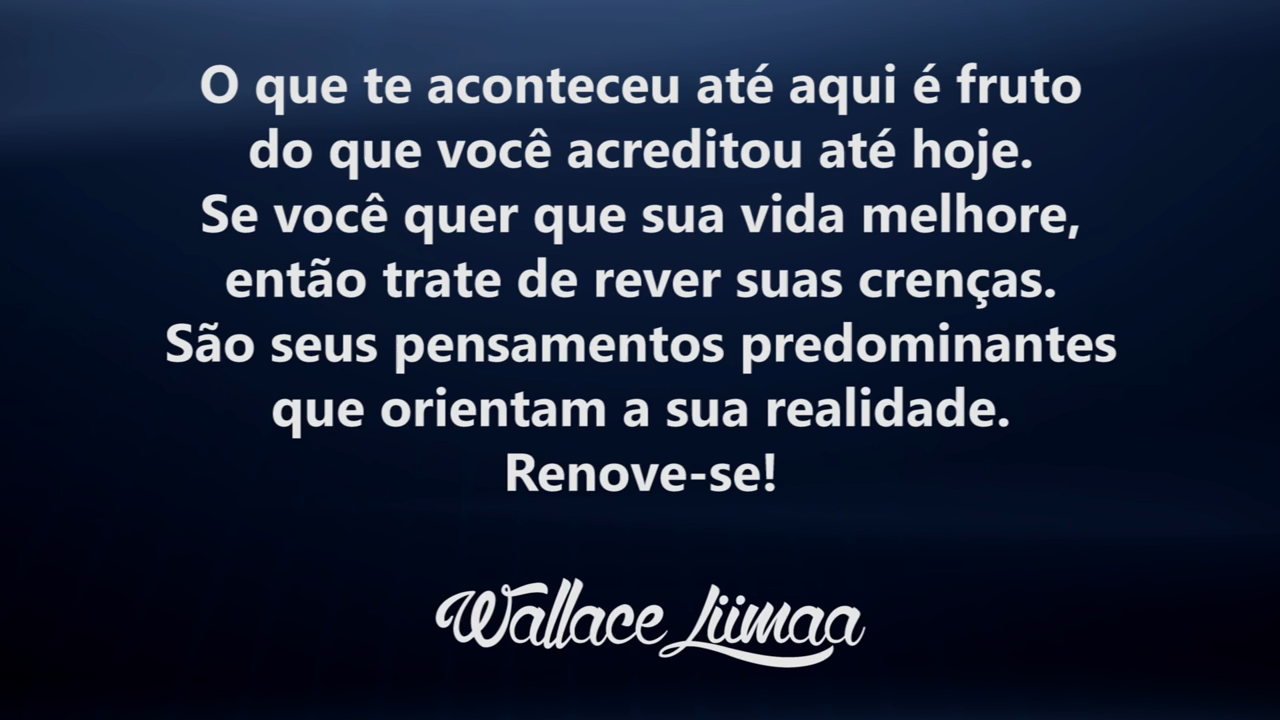 O que te aconteceu até aqui é fruto
do que você acreditou até hoje.
Se você quer que sua vida melhore,
então trate de rever suas crenças.
São seus pensamentos predominantes
que orientam a sua realidade.
Renove-se!
Wallace Liimaa